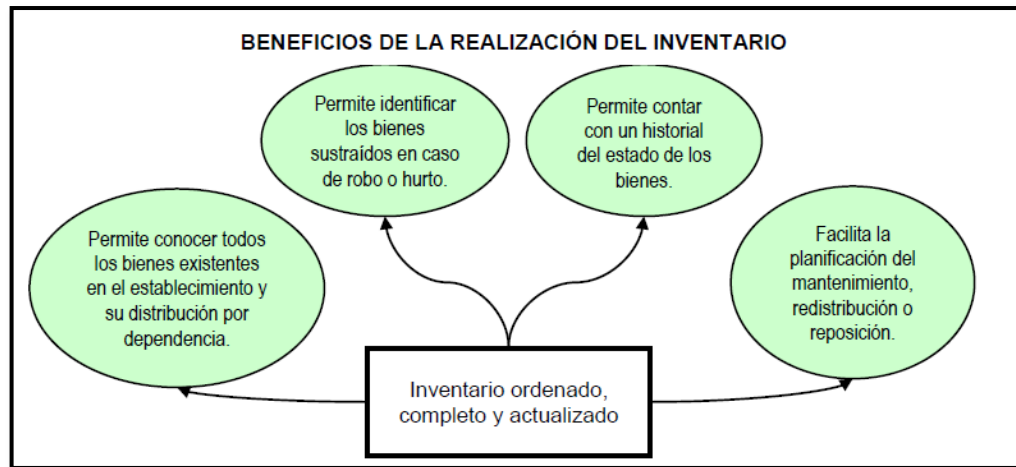 BENEFICIOS DE LA REALIZACIÓN DEL INVENTARIO
Permite identificar
los bienes
sustraídos en caso
de robo o hurto.
Permite contar
con un historial
del estado de los
bienes.
Permite conocer todos
los bienes existentes
en el establecimiento y
su distribución por
dependencia.
Facilita la
planificación del
mantenimiento,
redistribución o
reposición.
Inventario ordenado,
completo y actualizado